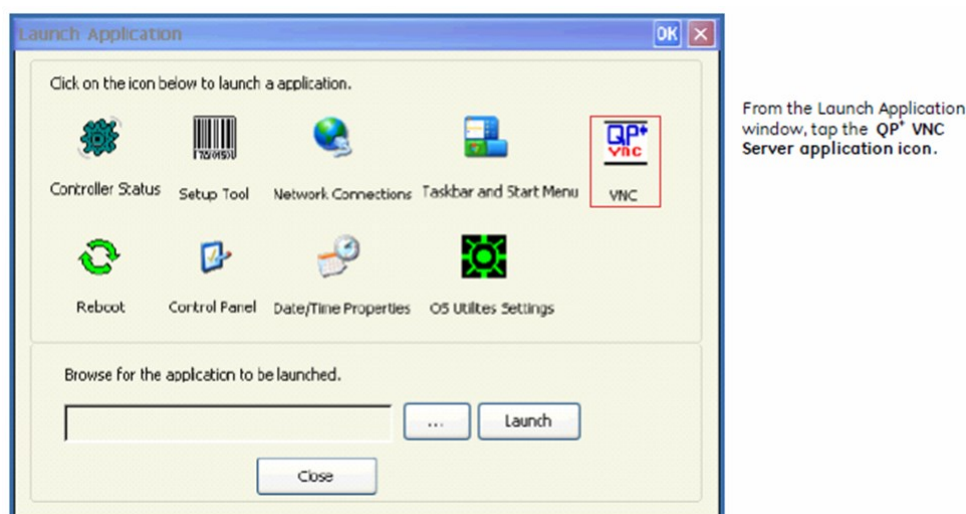 Launch Application OK
Click on the icon below to launch a application.
QP+
VNC
Controller Status Setup Tool Network Connections Taskbar and Start Menu VNC
Reboot Control Panel Date/Time Properties OS Utilites Settings
Browse for the application to be launched.
... Launch
Close
From the Launch Application
window, tap the QP+ VNC
Server application icon.